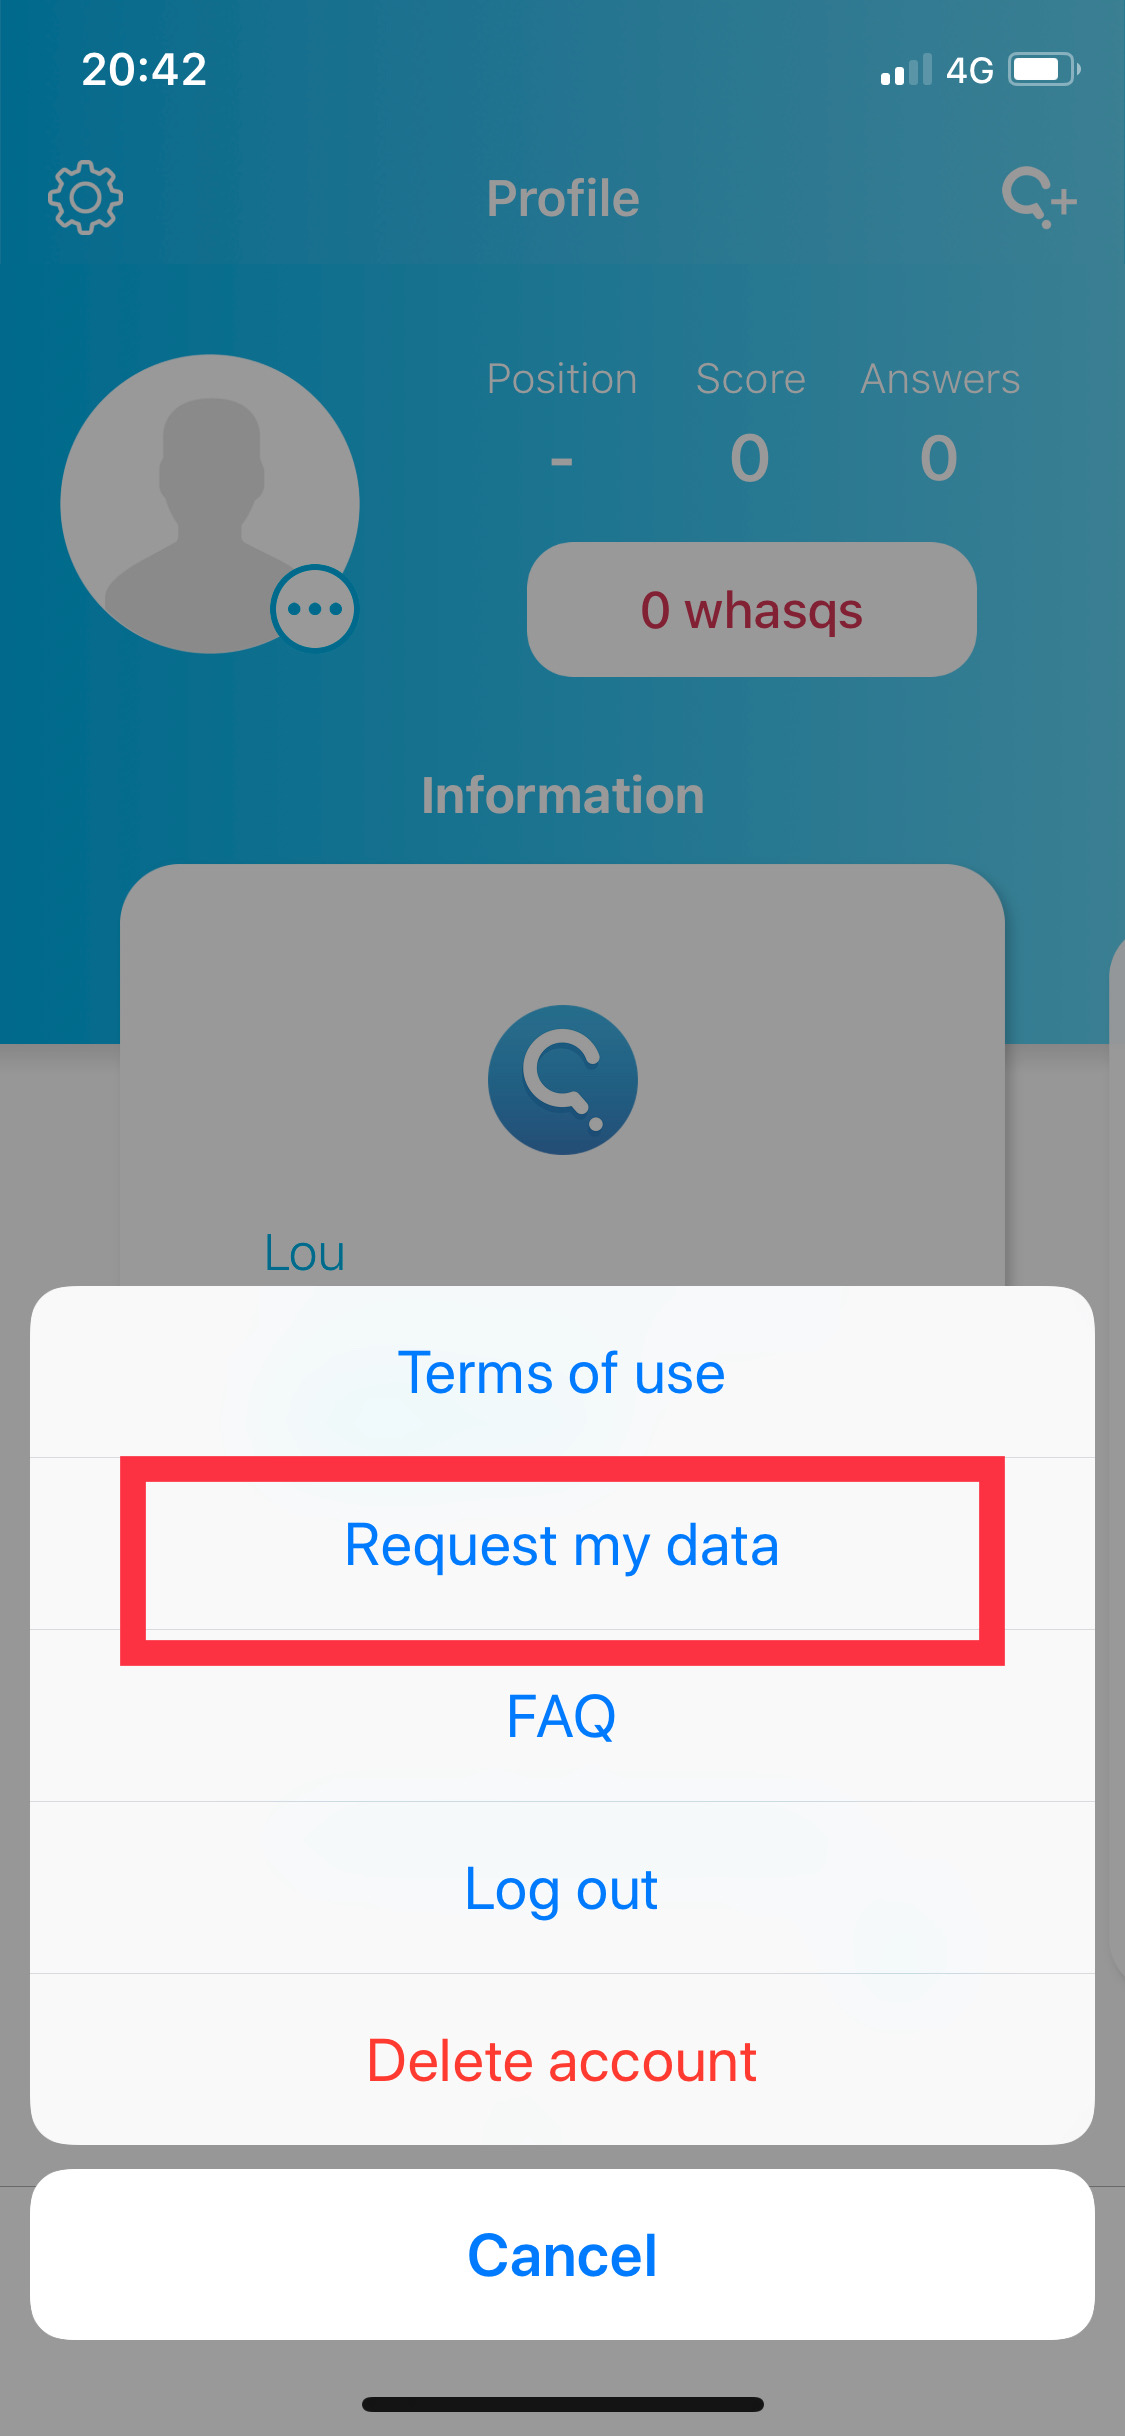 20:42
4G
Profile
Position Score Answers
- 0 0
0 whasqs
Information
Lou
Terms of use
Request my data
FAQ
Log out
Delete account
Cancel